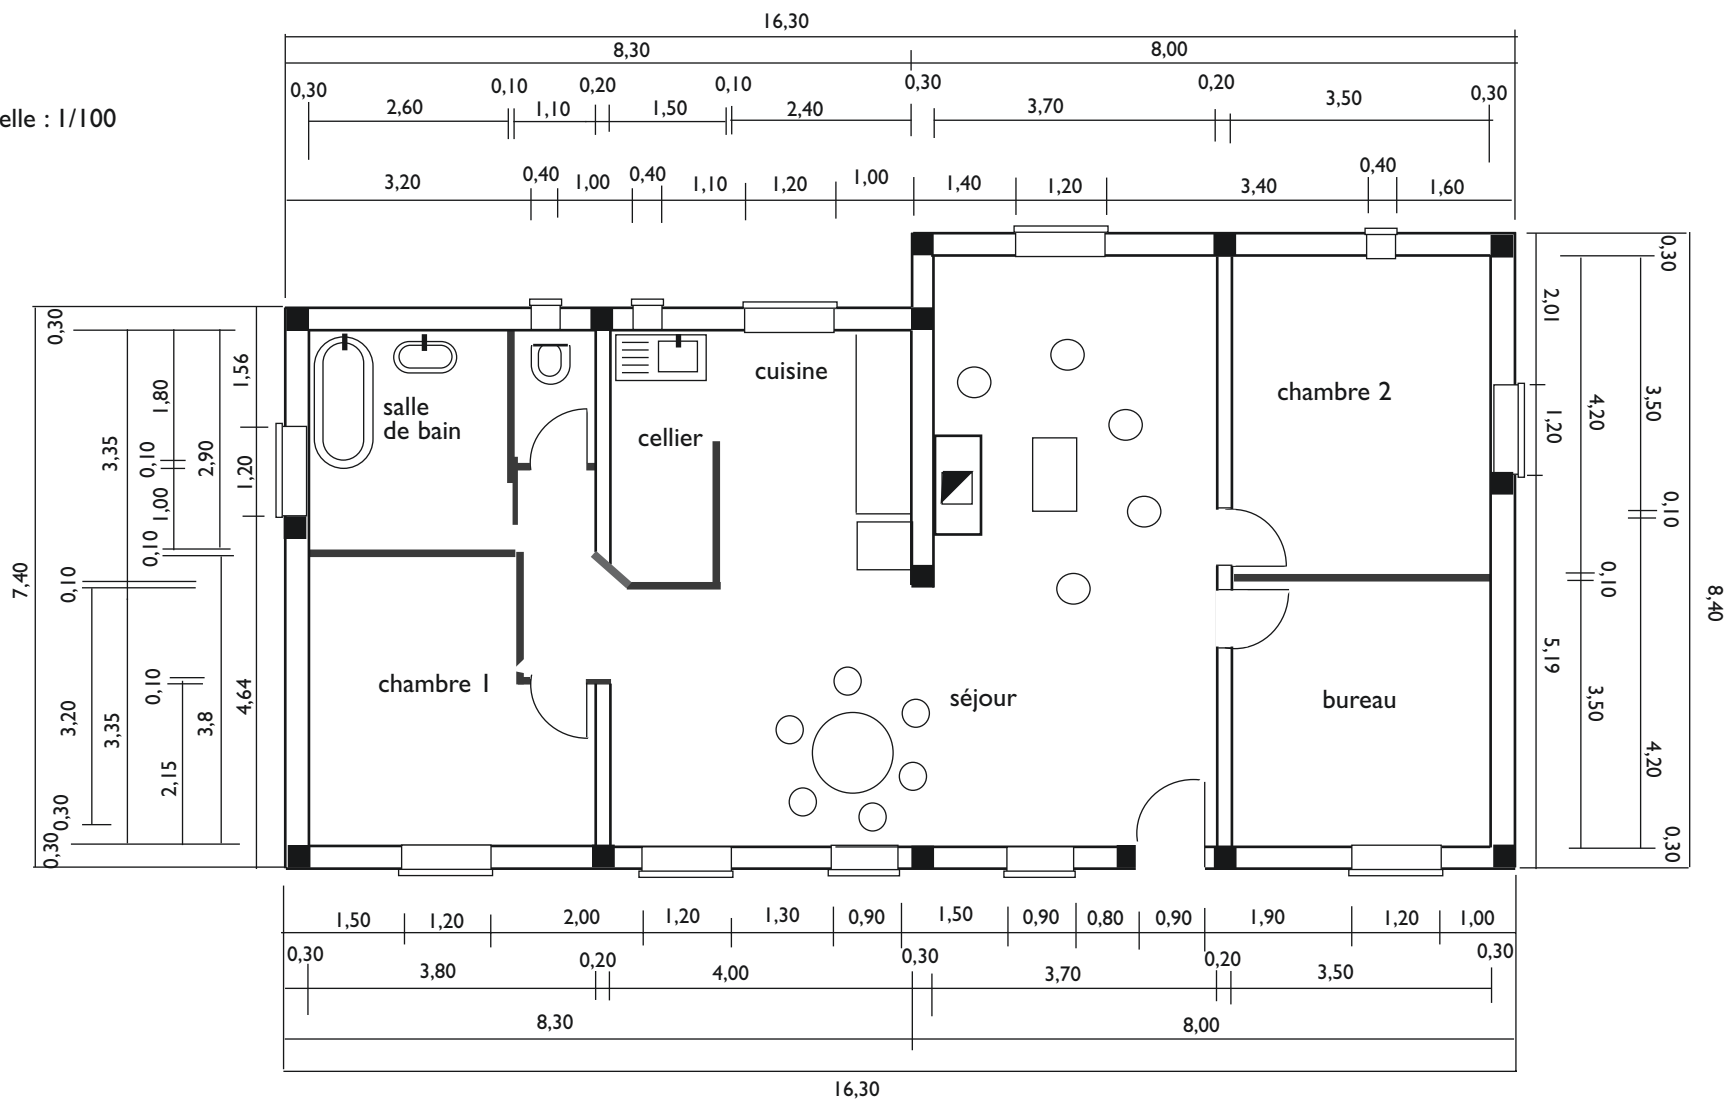 16,30
8,30 8,00
0,30 0,10 0,20 0,10 0,30 0,20 0,30
2,60 1,10 1,50 2,40 3,70 3,50
elle : 1/100
3,20 0,40 1,00 0,40 1,10 1,20 1,00 1,40 1,20 3,40 0,40 1,60
0,30
7,40
0,10
3,20
0,30
0,30
3,35
3,35
1,80
0,10
1,00
0,10
0,10
2,15
2,90
3,8
1,56
1,20
4,64
salle
de bain
cellier
cuisine
chambre 2
chambre 1
séjour
bureau
2,01
1,20
5,19
4,20
0,10
3,50
0,30
3,50
0,10
4,20
0,30
8,40
1,50 1,20 2,00 1,20 1,30 0,90 1,50 0,90 0,80 0,90 1,90 1,20 1,00
0,30 0,20 0,30 0,20 0,30
3,80 4,00 3,70 3,50
8,30 8,00
16,30